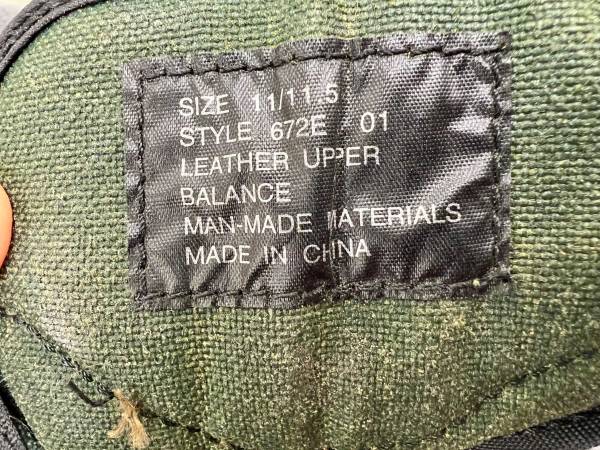 SIZE 11/11.5
STYLE 672E 01
LEATHER UPPER
BALANCE
MAN-MADE MATERIALS
MADE IN CHINA